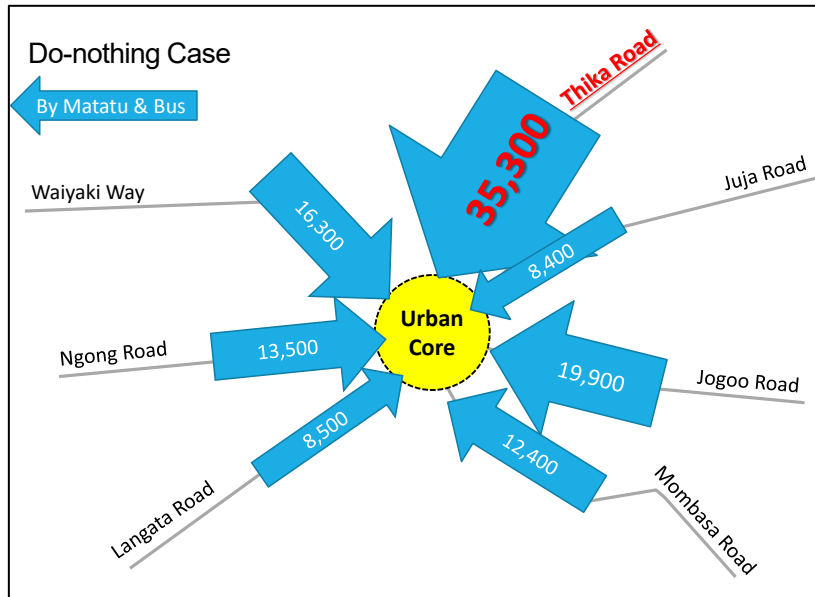 Do-nothing Case
By Matatu & Bus
Thika Road
35,300
Juja Road
8,400
Waiyaki Way
16,300
Urban
Core
Ngong Road
13,500
19,900
Jogoo Road
8,500
Langata Road
12,400
Mombasa Road